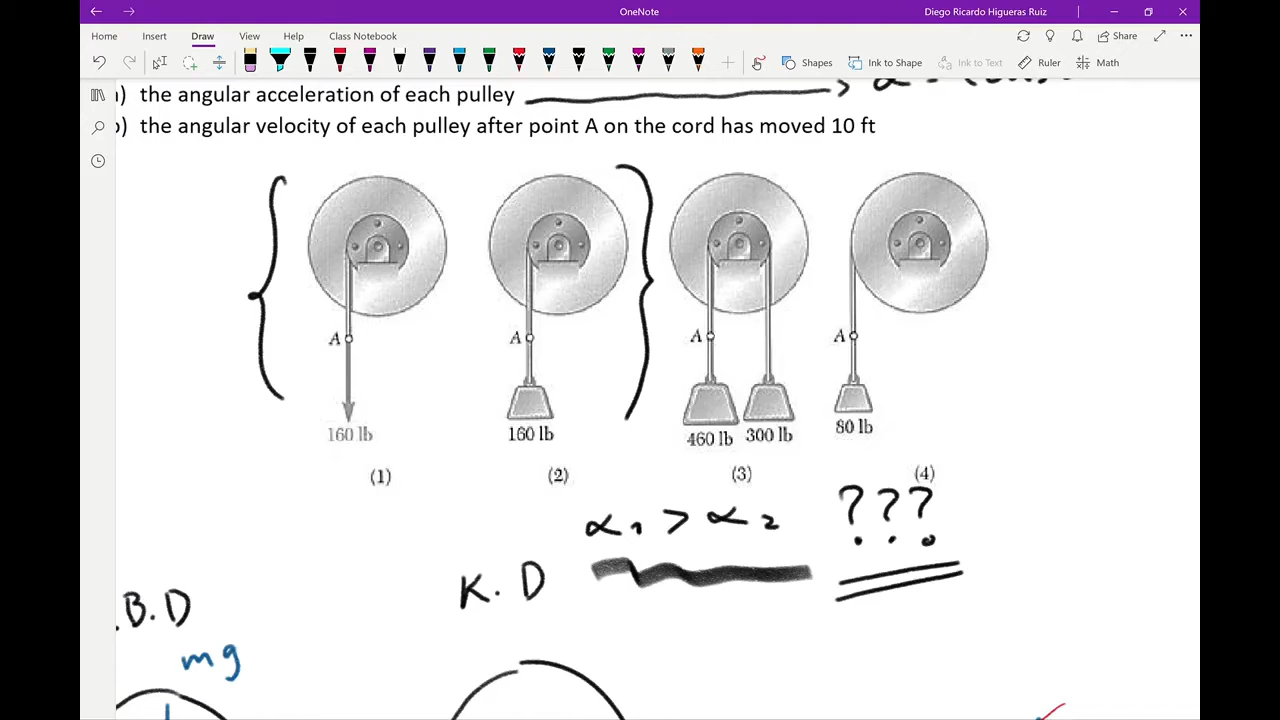 OneNote
Diego Ricardo Higueras Ruiz
Home Insert Draw View Help Class Notebook
Share
Shapes Ink to Shape Ink to Text Ruler Math
) the angular acceleration of each pulley
) the angular velocity of each pulley after point A on the cord has moved 10 ft
A A A A
160 lb 160 lb 460 lb 300 lb 80 lb
(1) (2) (3) (4)
α₁ > α₂ ???
K. D
.B.D
mg